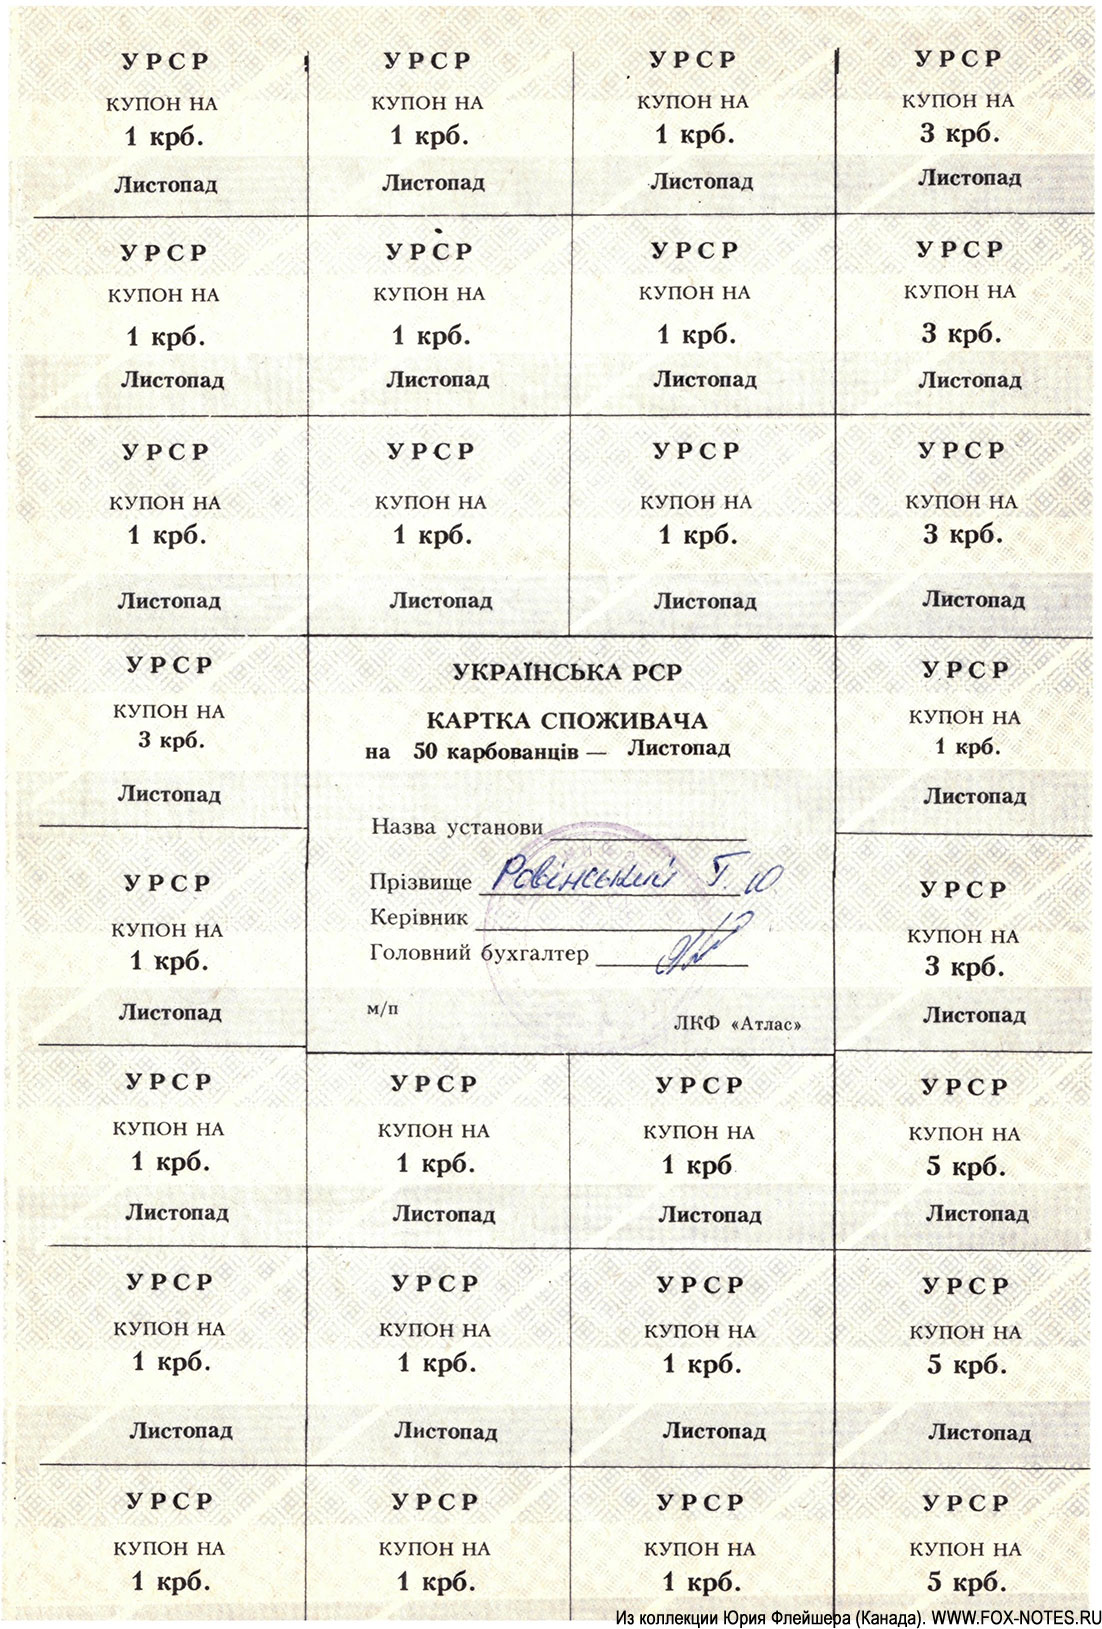 УРСР УРСР УРСР УРСР
КУПОН НА КУПОН НА КУПОН НА КУПОН НА
1 крб. 1 крб. 1 крб. 3 крб.
Листопад Листопад Листопад Листопад
УРСР УРСР УРСР УРСР
КУПОН НА КУПОН НА КУПОН НА КУПОН НА
1 крб. 1 крб. 1 крб. 3 крб.
Листопад Листопад Листопад Листопад
УРСР УРСР УРСР УРСР
КУПОН НА КУПОН НА КУПОН НА КУПОН НА
1 крб. 1 крб. 1 крб. 3 крб.
Листопад Листопад Листопад Листопад
УРСР
КУПОН НА
3 крб.
Листопад
УКРАЇНСЬКА РСР
КАРТКА СПОЖИВАЧА
на 50 карбованців — Листопад
Назва установи
Прізвище Ровінський Г. Ю
Керівник
Головний бухгалтер
м/п
ЛКФ «Атлас»
УРСР
КУПОН НА
1 крб.
Листопад
УРСР
КУПОН НА
1 крб.
Листопад
УРСР
КУПОН НА
3 крб.
Листопад
УРСР УРСР УРСР УРСР
КУПОН НА КУПОН НА КУПОН НА КУПОН НА
1 крб. 1 крб. 1 крб 5 крб.
Листопад Листопад Листопад Листопад
УРСР УРСР УРСР УРСР
КУПОН НА КУПОН НА КУПОН НА КУПОН НА
1 крб. 1 крб. 1 крб. 5 крб.
Листопад Листопад Листопад Листопад
УРСР УРСР УРСР УРСР
КУПОН НА КУПОН НА КУПОН НА КУПОН НА
1 крб. 1 крб. 1 крб. 5 крб.
Из коллекции Юрия Флейшера (Канада). WWW.FOX-NOTES.RU